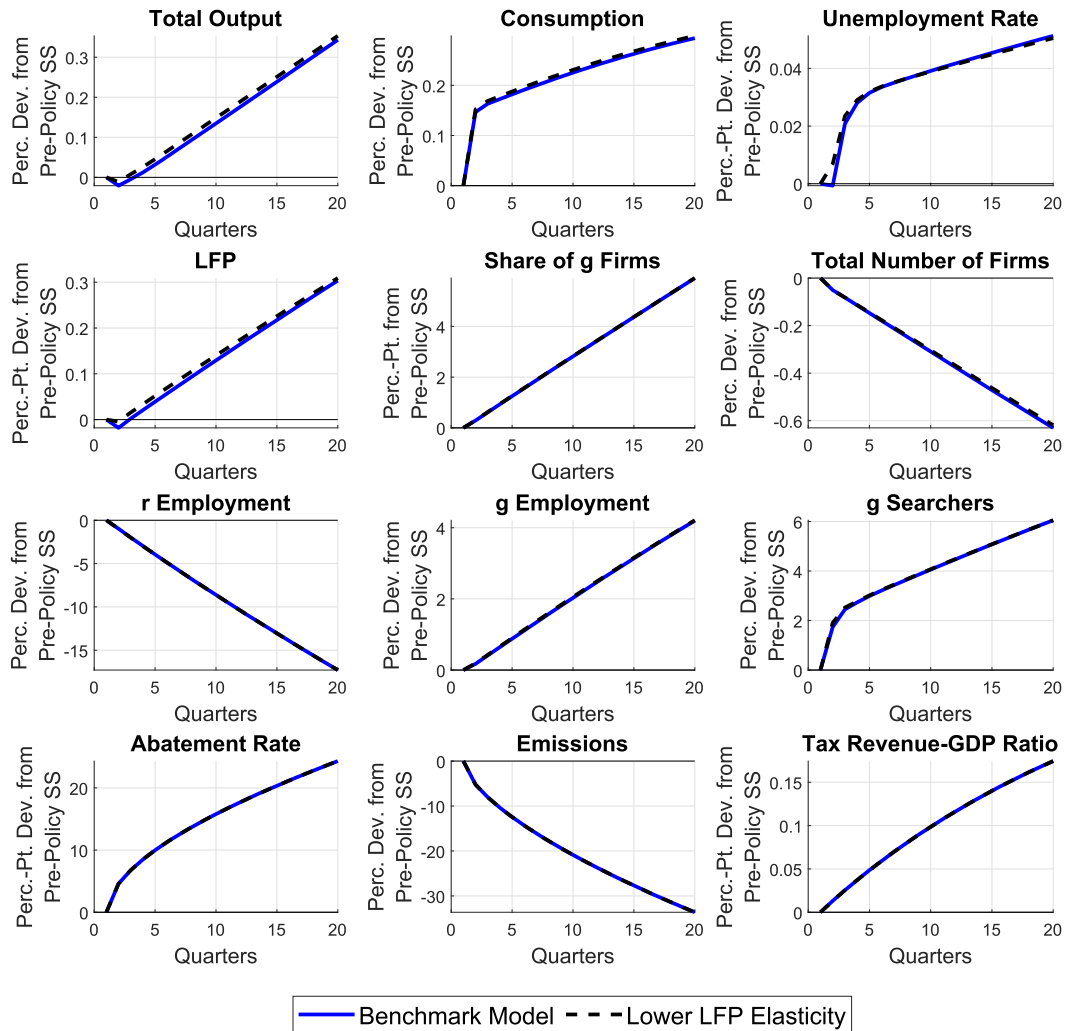 Total Output
Perc. Dev. from
Pre-Policy SS
0.3
0.2
0.1
0
0 5 10 15 20
Quarters
Consumption
Perc. Dev. from
Pre-Policy SS
0.2
0.1
0
0 5 10 15 20
Quarters
Unemployment Rate
Perc.-Pt. Dev. from
Pre-Policy SS
0.04
0.02
0
0 5 10 15 20
Quarters
LFP
Perc.-Pt. Dev. from
Pre-Policy SS
0.3
0.2
0.1
0
0 5 10 15 20
Quarters
Share of g Firms
Perc.-Pt. from
Pre-Policy SS
4
2
0
0 5 10 15 20
Quarters
Total Number of Firms
Perc. Dev. from
Pre-Policy SS
0
-0.2
-0.4
-0.6
0 5 10 15 20
Quarters
r Employment
Perc. Dev. from
Pre-Policy SS
0
-5
-10
-15
0 5 10 15 20
Quarters
g Employment
Perc. Dev. from
Pre-Policy SS
4
2
0
0 5 10 15 20
Quarters
g Searchers
Perc. Dev. from
Pre-Policy SS
6
4
2
0
0 5 10 15 20
Quarters
Abatement Rate
Perc.-Pt. Dev. from
Pre-Policy SS
20
10
0
0 5 10 15 20
Quarters
Emissions
Perc. Dev. from
Pre-Policy SS
0
-10
-20
-30
0 5 10 15 20
Quarters
Tax Revenue-GDP Ratio
Perc.-Pt. Dev. from
Pre-Policy SS
0.15
0.1
0.05
0
0 5 10 15 20
Quarters
Benchmark Model Lower LFP Elasticity